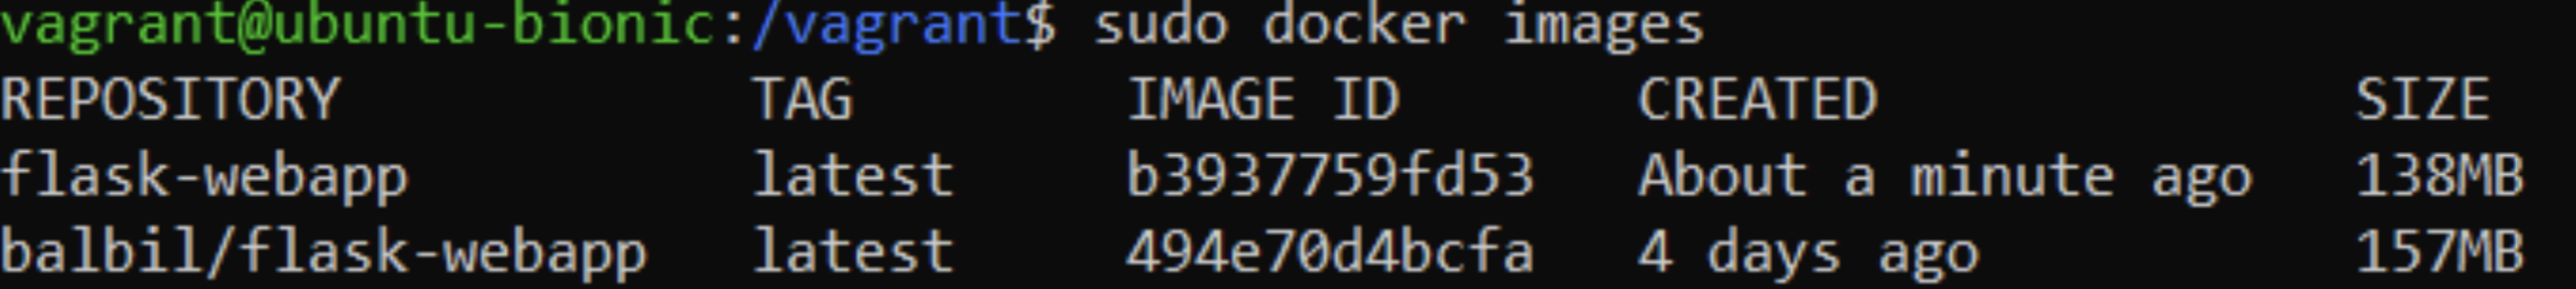 vagrant@ubuntu-bionic:/vagrant$ sudo docker images
REPOSITORY TAG IMAGE ID CREATED SIZE
flask-webapp latest b3937759fd53 About a minute ago 138MB
balbil/flask-webapp latest 494e70d4bcfa 4 days ago 157MB